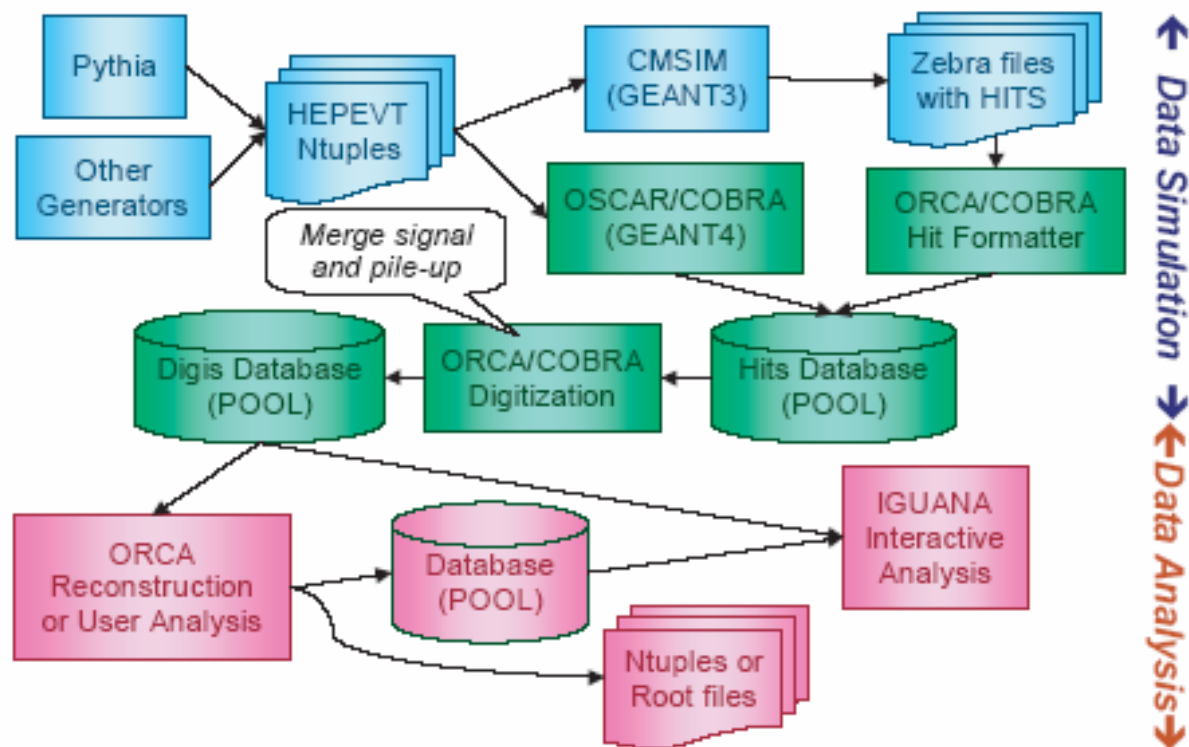 Pythia
Other
Generators
HEPEVT
Ntuples
CMSIM
(GEANT3)
Zebra files
with HITS
OSCAR/COBRA
(GEANT4)
ORCA/COBRA
Hit Formatter
Merge signal
and pile-up
Digis Database
(POOL)
ORCA/COBRA
Digitization
Hits Database
(POOL)
ORCA
Reconstruction
or User Analysis
Database
(POOL)
IGUANA
Interactive
Analysis
Ntuples or
Root files
Data Simulation
Data Analysis